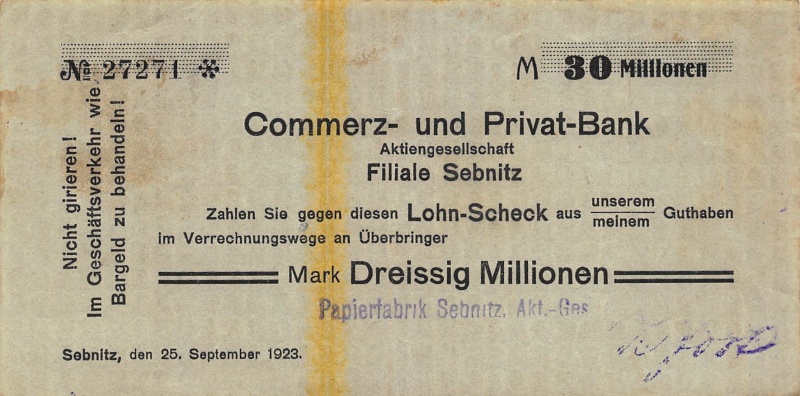 № 27271 *
M 30 Millionen
Nicht girieren!
Im Geschäftsverkehr wie
Bargeld zu behandeln!
Commerz- und Privat-Bank
Aktiengesellschaft
Filiale Sebnitz
Zahlen Sie gegen diesen Lohn-Scheck aus unserem / meinem Guthaben
im Verrechnungswege an Überbringer
Mark Dreissig Millionen
Papierfabrik Sebnitz, Akt.-Ges
Sebnitz, den 25. September 1923.